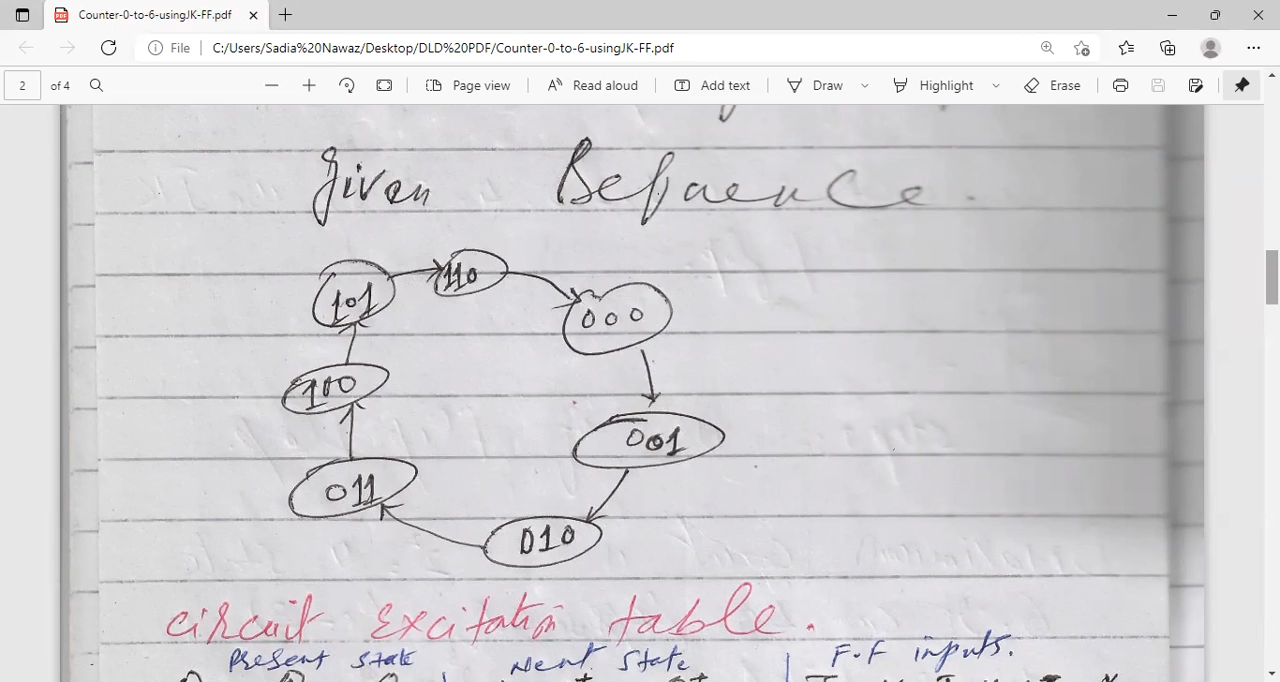 Counter-0-to-6-usingJK-FF.pdf
File C:/Users/Sadia%20Nawaz/Desktop/DLD%20PDF/Counter-0-to-6-usingJK-FF.pdf
2 of 4 Page view Read aloud Add text Draw Highlight Erase
Given Sequence.
101 110 000
100
001
011
010
circuit excitation table.
Present state Next State F.F inputs.